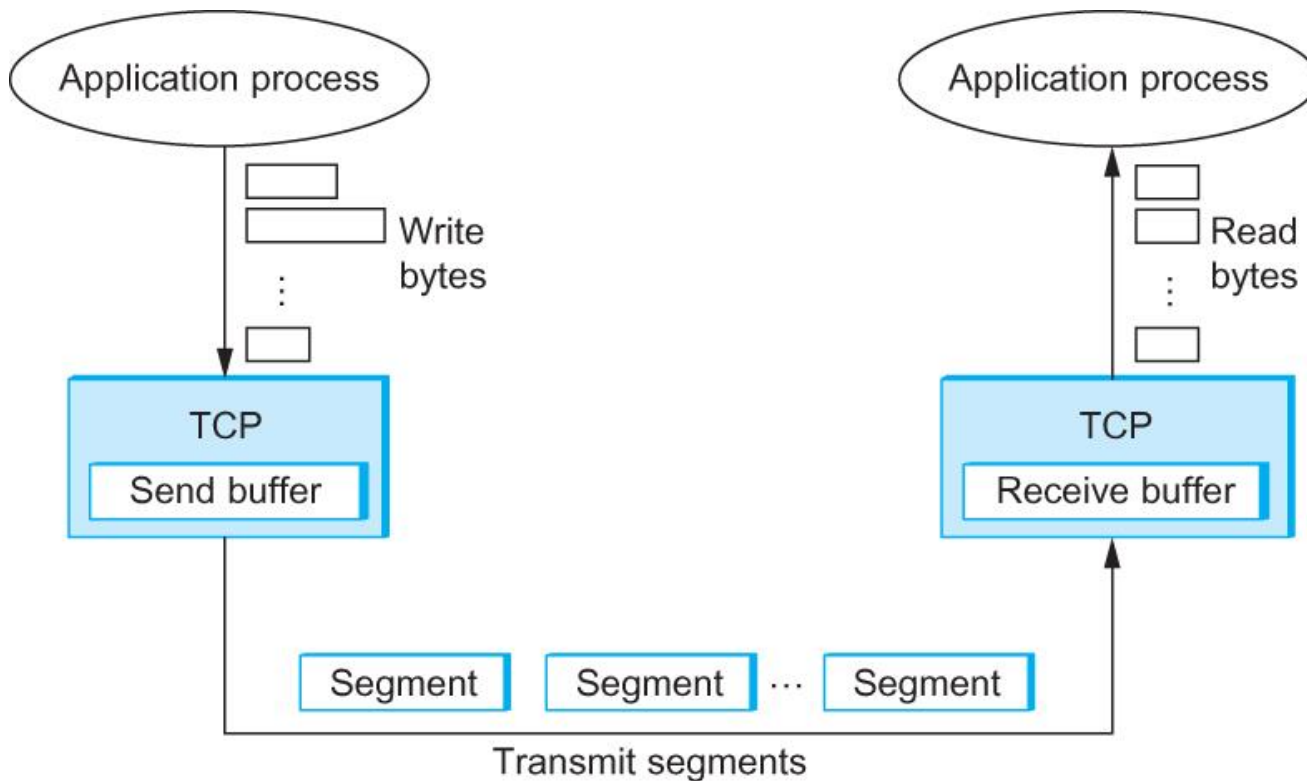 Application process
Application process
Write
bytes
⋮
Read
bytes
⋮
TCP
Send buffer
TCP
Receive buffer
Segment
Segment
...
Segment
Transmit segments